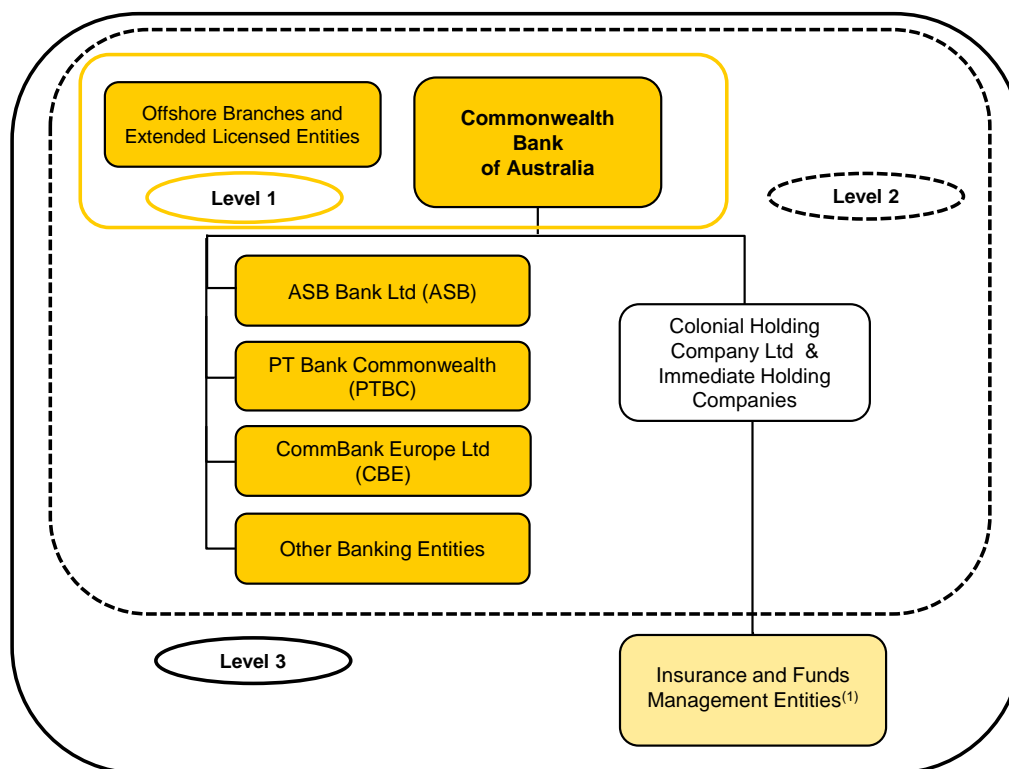 Offshore Branches and
Extended Licensed Entities
Commonwealth
Bank
of Australia
Level 1
Level 2
ASB Bank Ltd (ASB)
PT Bank Commonwealth
(PTBC)
CommBank Europe Ltd
(CBE)
Other Banking Entities
Colonial Holding
Company Ltd &
Immediate Holding
Companies
Level 3
Insurance and Funds
Management Entities(1)